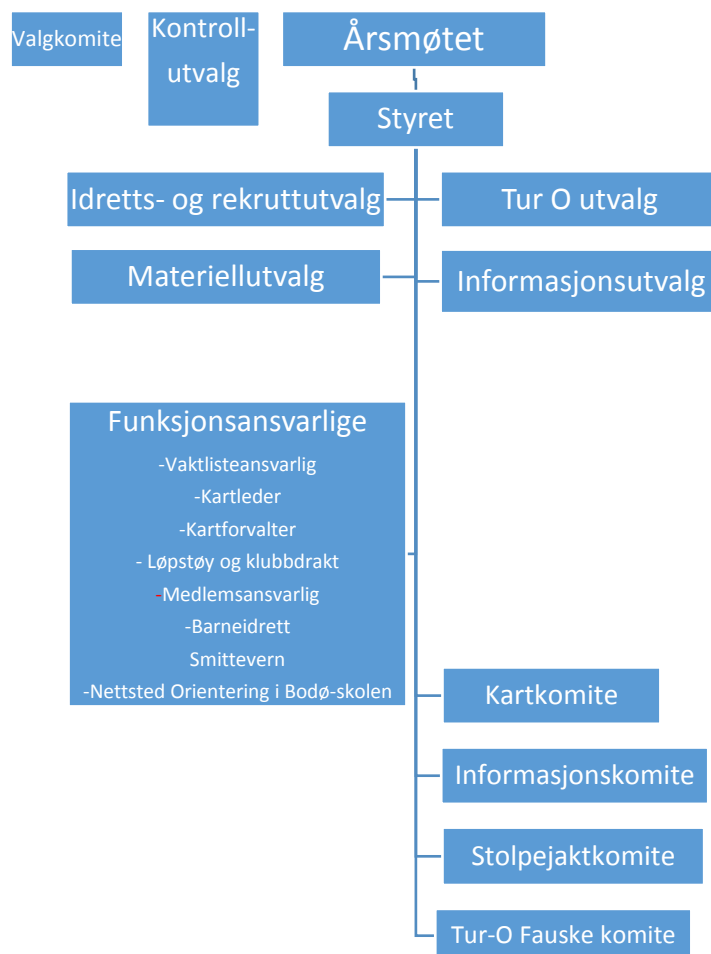 Valgkomite
Kontroll-
utvalg
Årsmøtet
Styret
Idretts- og rekruttutvalg
Tur O utvalg
Materiellutvalg
Informasjonsutvalg
Funksjonsansvarlige
-Vaktlisteansvarlig
-Kartleder
-Kartforvalter
- Løpstøy og klubbdrakt
-Medlemsansvarlig
-Barneidrett
Smittevern
-Nettsted Orientering i Bodø-skolen
Kartkomite
Informasjonskomite
Stolpejaktkomite
Tur-O Fauske komite